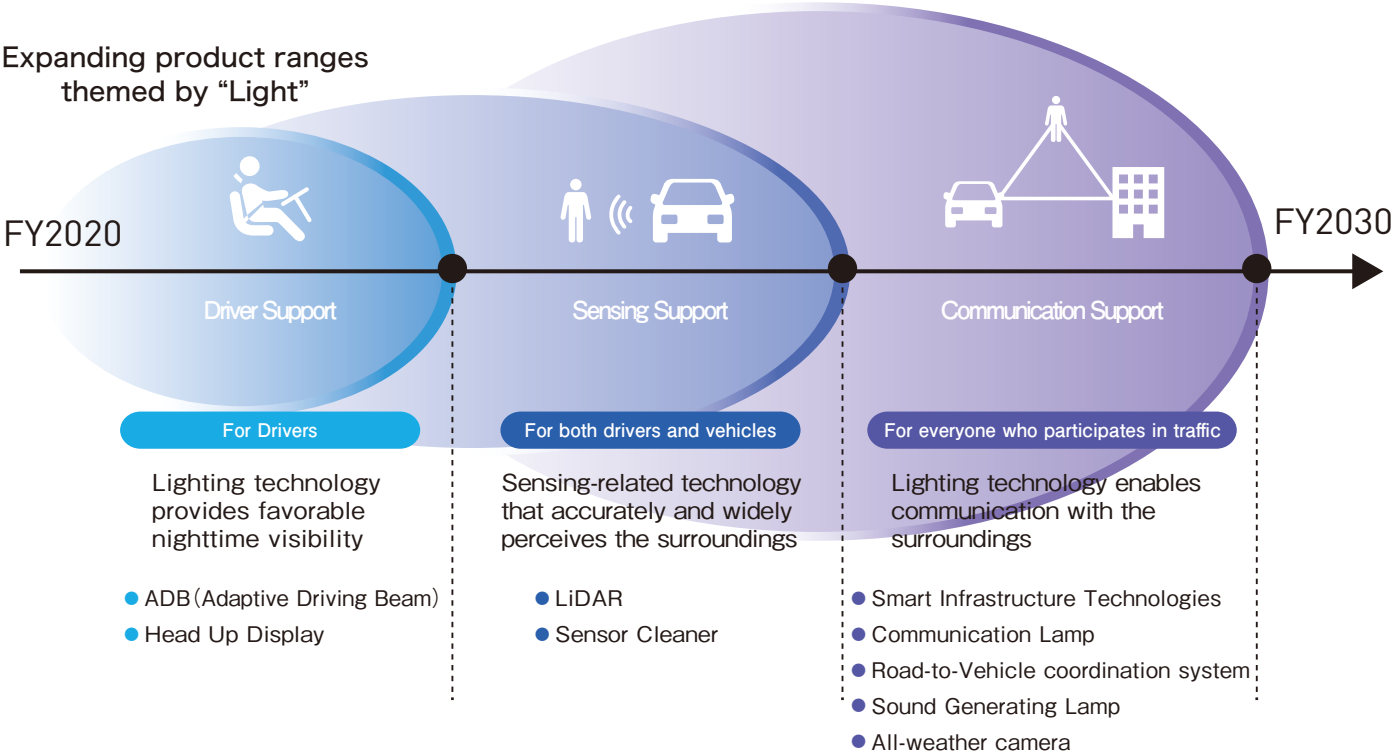 Expanding product ranges
themed by “Light”
FY2020
FY2030
Driver Support
Sensing Support
Communication Support
For Drivers
Lighting technology
provides favorable
nighttime visibility
● ADB（Adaptive Driving Beam）
● Head Up Display
For both drivers and vehicles
Sensing-related technology
that accurately and widely
perceives the surroundings
● LiDAR
● Sensor Cleaner
For everyone who participates in traffic
Lighting technology enables
communication with the
surroundings
● Smart Infrastructure Technologies
● Communication Lamp
● Road-to-Vehicle coordination system
● Sound Generating Lamp
● All-weather camera